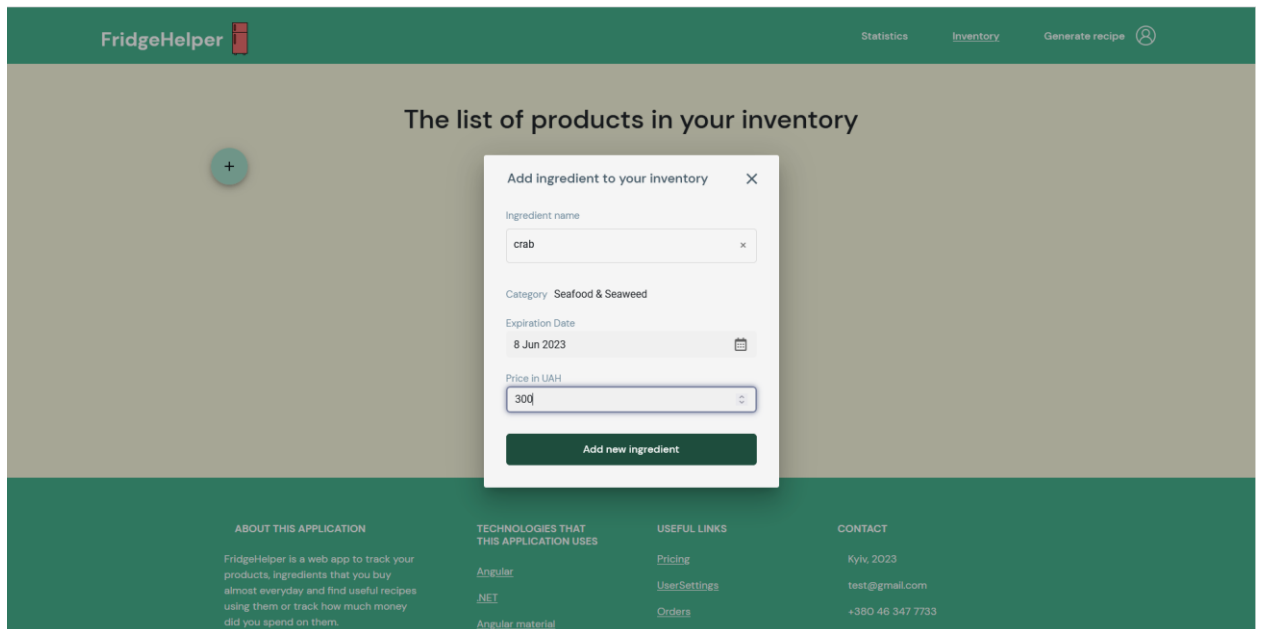 FridgeHelper
Statistics
Inventory
Generate recipe
The list of products in your inventory
+
Add ingredient to your inventory
Ingredient name
crab
Category Seafood & Seaweed
Expiration Date
8 Jun 2023
Price in UAH
300
Add new ingredient
ABOUT THIS APPLICATION
FridgeHelper is a web app to track your
products, ingredients that you buy
almost everyday and find useful recipes
using them or track how much money
did you spend on them.
TECHNOLOGIES THAT
THIS APPLICATION USES
Angular
.NET
Angular material
USEFUL LINKS
Pricing
UserSettings
Orders
CONTACT
Kyiv, 2023
test@gmail.com
+380 46 347 7733